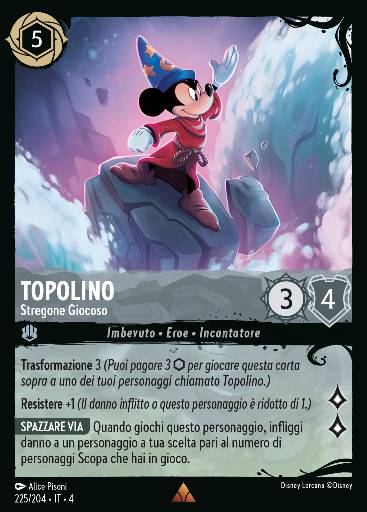 5
TOPOLINO
Stregone Giocoso
3
4
Imbevuto • Eroe • Incantatore
Trasformazione 3 (Puoi pagare 3 ⬡ per giocare questa carta
sopra a uno dei tuoi personaggi chiamato Topolino.)
Resistere +1 (Il danno inflitto a questo personaggio è ridotto di 1.)
SPAZZARE VIA Quando giochi questo personaggio, infliggi
danno a un personaggio a tua scelta pari al numero di
personaggi Scopa che hai in gioco.
Alice Pisoni
Disney Lorcana ©Disney
225/204 • IT • 4